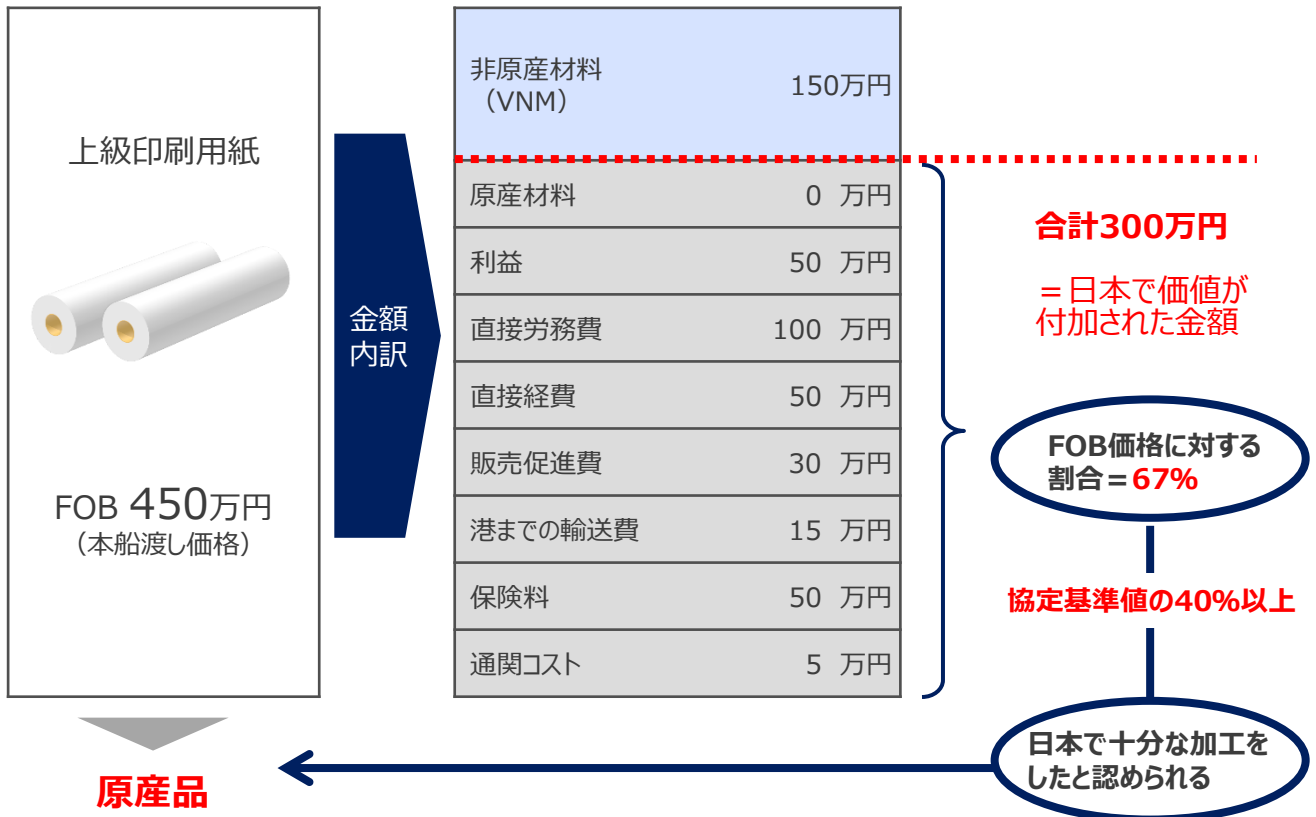 上級印刷用紙
FOB 450万円
（本船渡し価格）
原産品
金額
内訳
非原産材料
（VNM）
150万円
原産材料 0 万円
利益 50 万円
直接労務費 100 万円
直接経費 50 万円
販売促進費 30 万円
港までの輸送費 15 万円
保険料 50 万円
通関コスト 5 万円
合計300万円
＝日本で価値が
付加された金額
FOB価格に対する
割合＝67%
協定基準値の40%以上
日本で十分な加工を
したと認められる